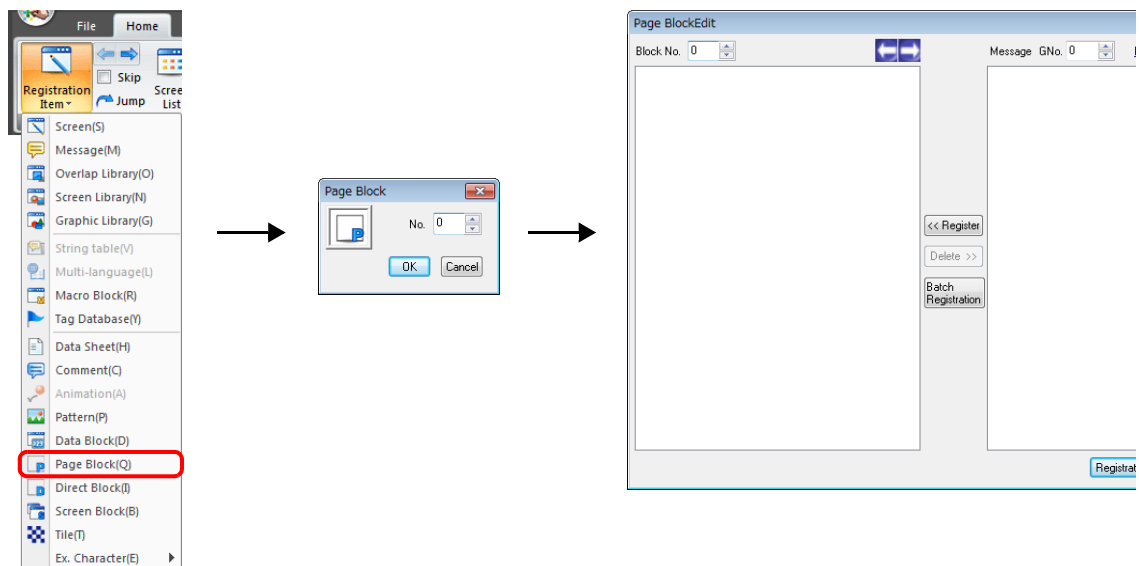 File Home
Skip
Registration
Item
Jump
List
Screen(S)
Message(M)
Overlap Library(O)
Screen Library(N)
Graphic Library(G)
String table(V)
Multi-language(L)
Macro Block(R)
Tag Database(Y)
Data Sheet(H)
Comment(C)
Animation(A)
Pattern(P)
Data Block(D)
Page Block(Q)
Direct Block(I)
Screen Block(B)
Tile(T)
Ex. Character(E)
Page Block
No. 0
OK Cancel
Page BlockEdit
Block No. 0
Message GNo. 0
<< Register
Delete >>
Batch
Registration